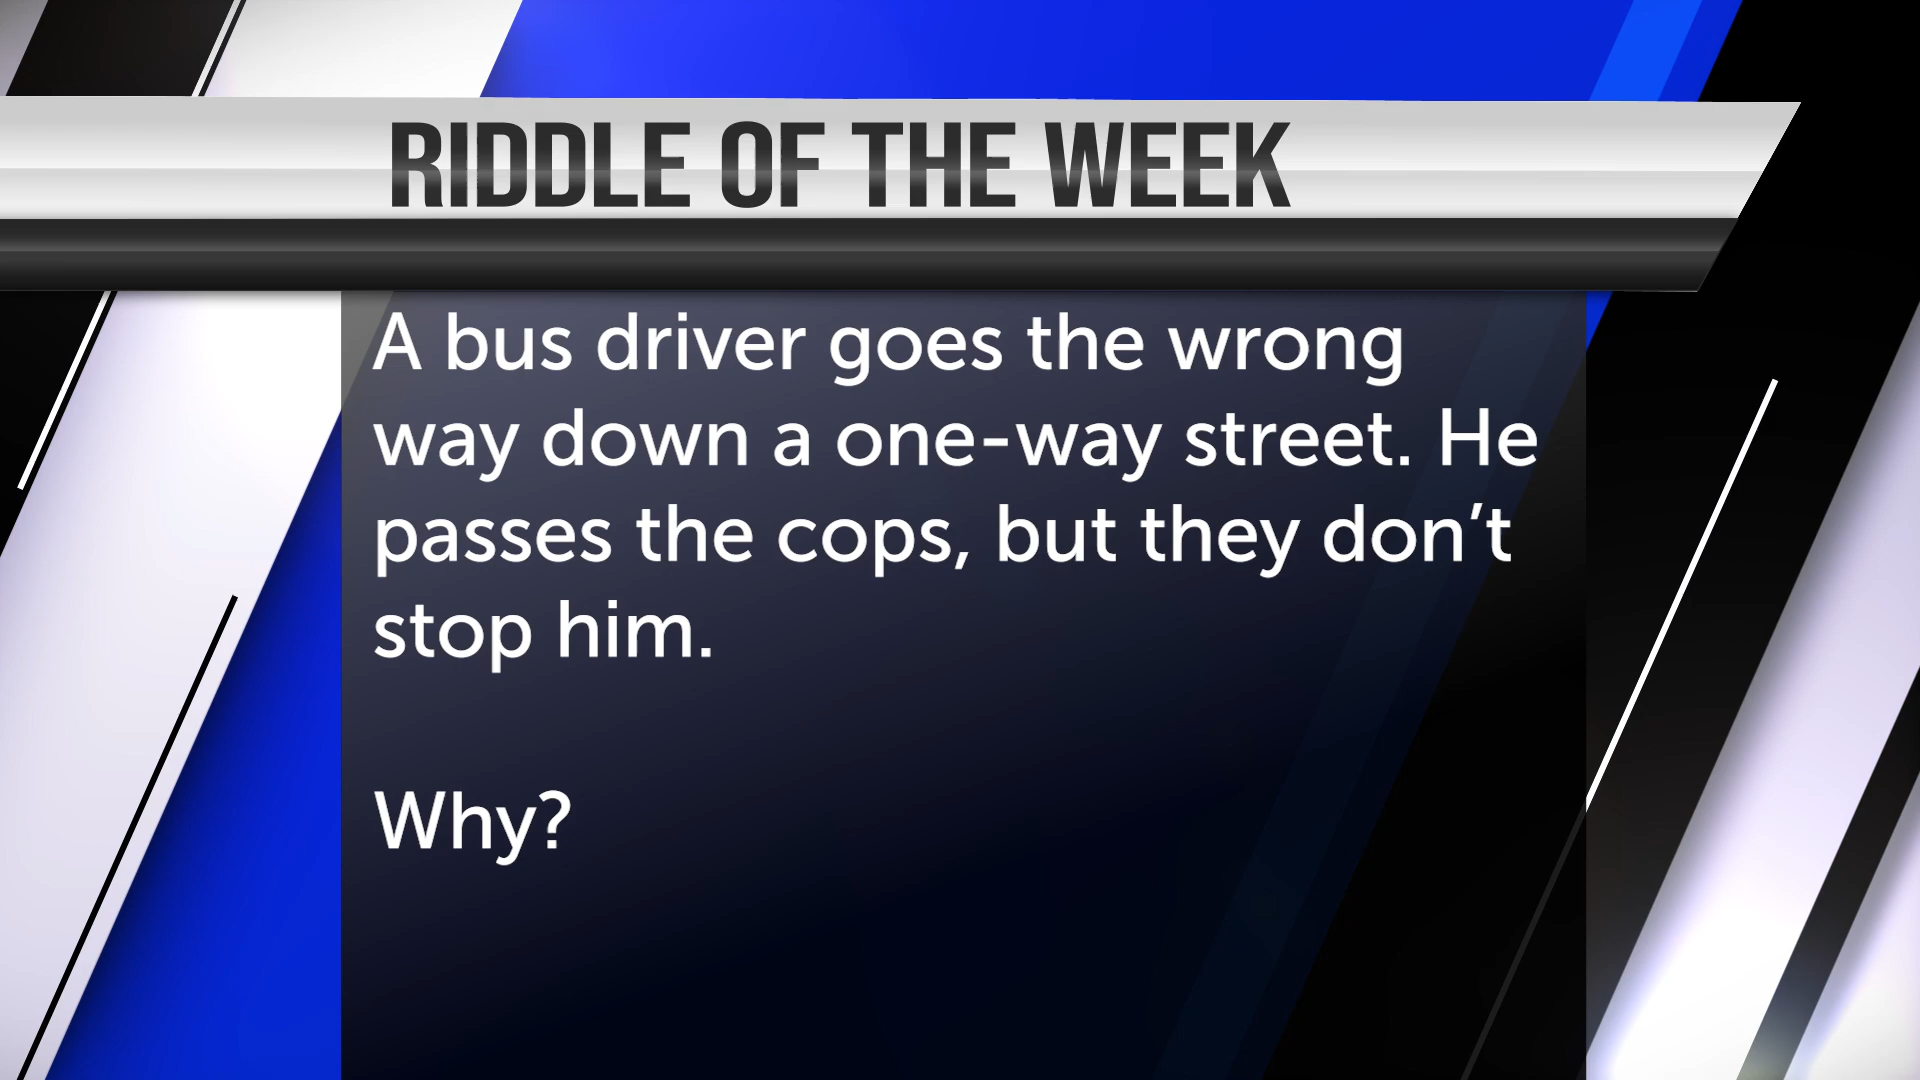 RIDDLE OF THE WEEK
A bus driver goes the wrong
way down a one-way street. He
passes the cops, but they don’t
stop him.
Why?